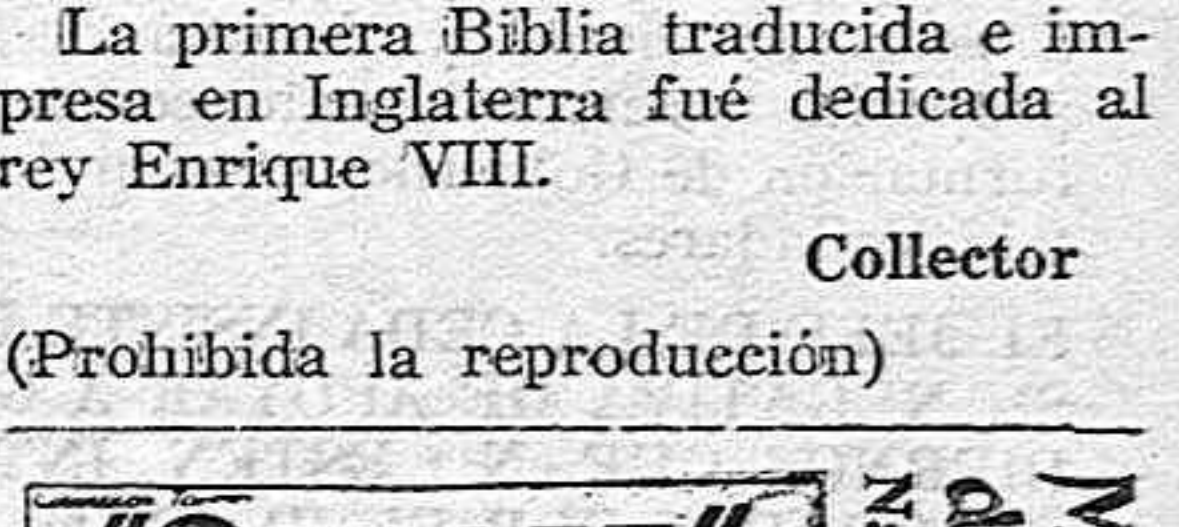 La primera Biblia traducida e im-
presa en Inglaterra fué dedicada al
rey Enrique VIII.
Collector
(Prohibida la reproducción)